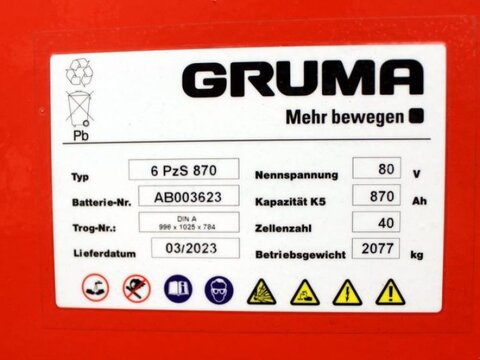 GRUMA
Mehr bewegen
Pb
Typ 6 PzS 870
Nennspannung 80 V
Batterie-Nr. AB003623
Kapazität K5 870 Ah
Trog-Nr.: DIN A
996 x 1025 x 784
Zellenzahl 40
Lieferdatum 03/2023
Betriebsgewicht 2077 kg